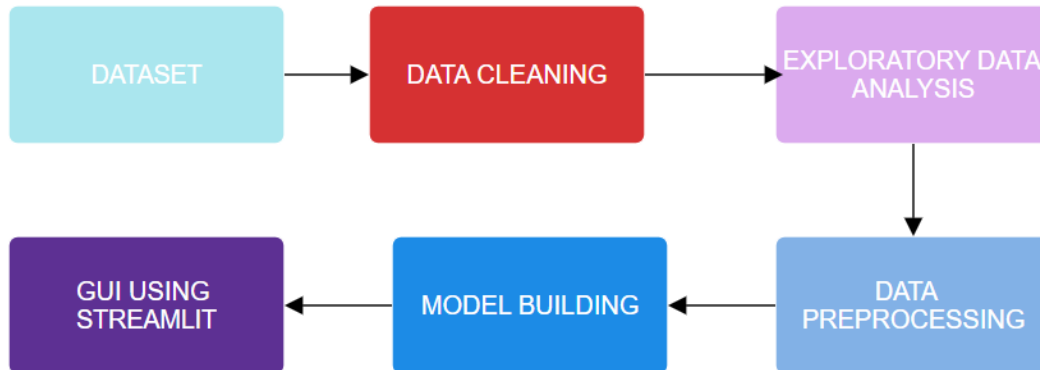 DATASET
DATA CLEANING
EXPLORATORY DATA
ANALYSIS
DATA
PREPROCESSING
MODEL BUILDING
GUI USING
STREAMLIT